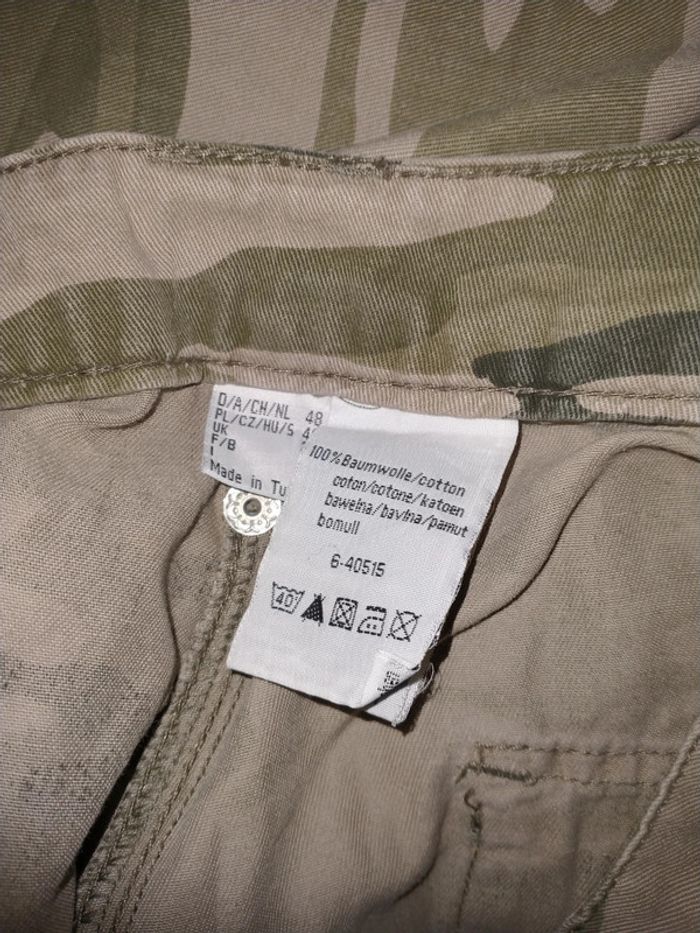 D/A/CH/NL 48
PL/CZ/HU/S 4
UK
F/B
I
Made in Tu
100%Baumwolle/cotton
coton/cotone/katoen
bawełna/bavlna/pamut
bomull
6-40515
40